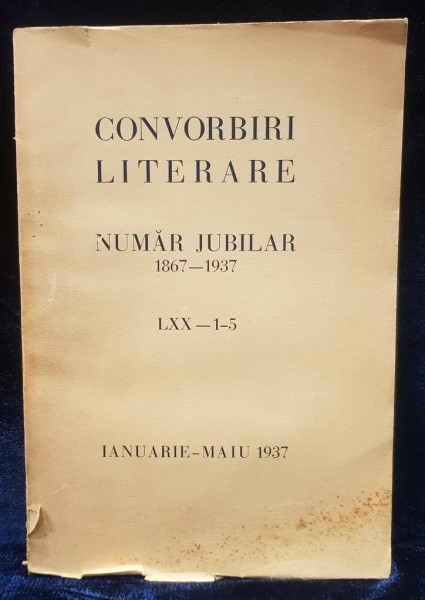 CONVORBIRI
LITERARE
NUMĂR JUBILAR
1867—1937
LXX—1-5
IANUARIE-MAIU 1937